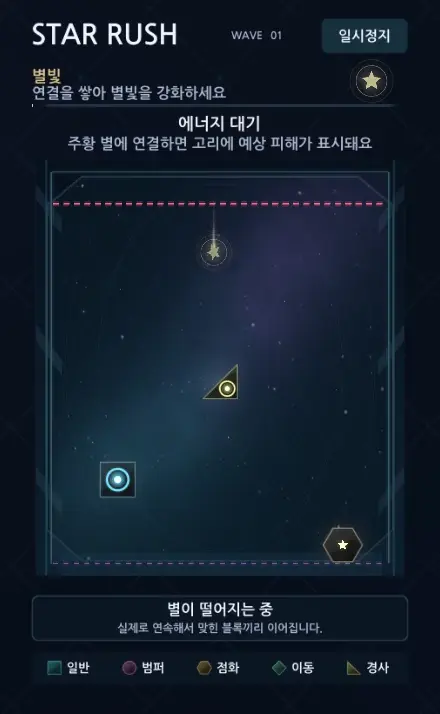 STAR RUSH
WAVE 01
일시정지
별빛
연결을 쌓아 별빛을 강화하세요
에너지 대기
주황 별에 연결하면 고리에 예상 피해가 표시돼요
별이 떨어지는 중
실제로 연속해서 맞힌 블록끼리 이어집니다.
일반
범퍼
점화
이동
경사